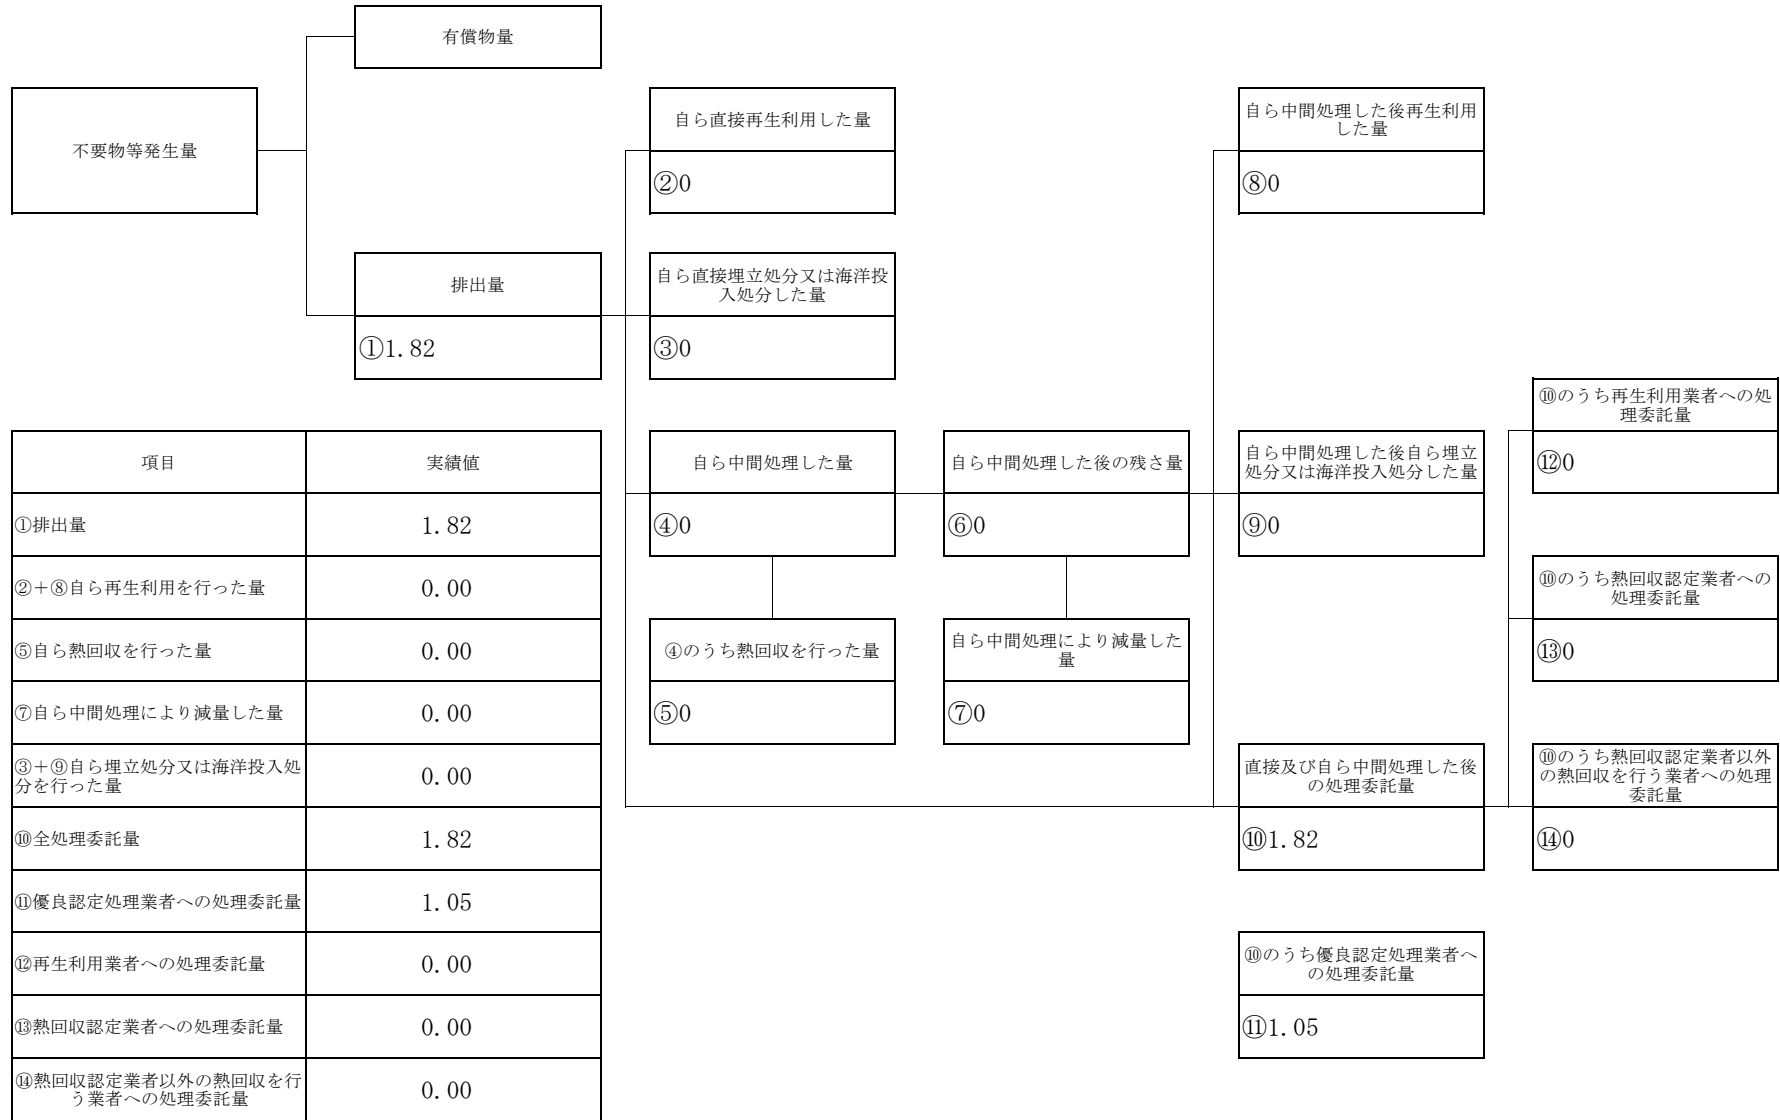 有償物量
不要物等発生量
自ら直接再生利用した量
②0
自ら中間処理した後再生利用
した量
⑧0
排出量
①1.82
自ら直接埋立処分又は海洋投
入処分した量
③0
項目
実績値
①排出量
1.82
②+⑧自ら再生利用を行った量
0.00
⑤自ら熱回収を行った量
0.00
⑦自ら中間処理により減量した量
0.00
③+⑨自ら埋立処分又は海洋投入処
分を行った量
0.00
⑩全処理委託量
1.82
⑪優良認定処理業者への処理委託量
1.05
⑫再生利用業者への処理委託量
0.00
⑬熱回収認定業者への処理委託量
0.00
⑭熱回収認定業者以外の熱回収を行
う業者への処理委託量
0.00
自ら中間処理した量
④0
自ら中間処理した後の残さ量
⑥0
自ら中間処理した後自ら埋立
処分又は海洋投入処分した量
⑨0
④のうち熱回収を行った量
⑤0
自ら中間処理により減量した
量
⑦0
直接及び自ら中間処理した後
の処理委託量
⑩1.82
⑩のうち優良認定処理業者へ
の処理委託量
⑪1.05
⑩のうち再生利用業者への処
理委託量
⑫0
⑩のうち熱回収認定業者への
処理委託量
⑬0
⑩のうち熱回収認定業者以外
の熱回収を行う業者への処理
委託量
⑭0